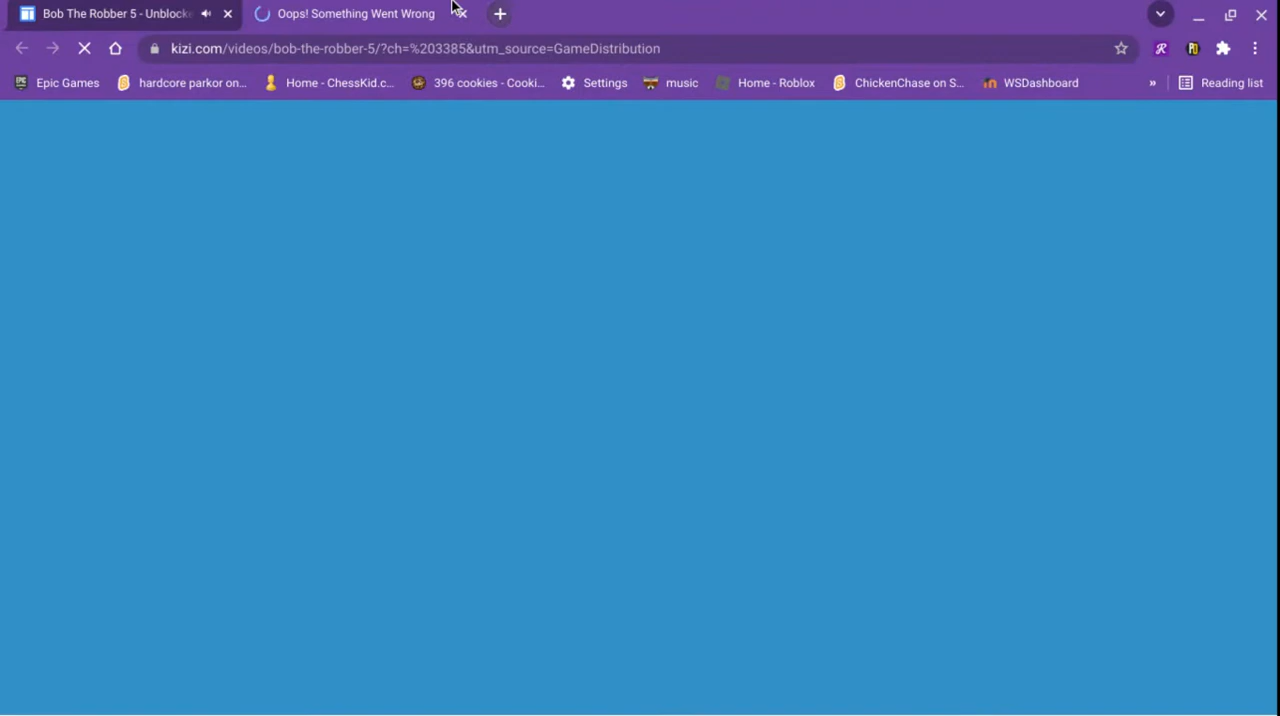 Bob The Robber 5 - Unblocke
Oops! Something Went Wrong
kizi.com/videos/bob-the-robber-5/?ch=%203385&utm_source=GameDistribution
Epic Games hardcore parkor on... Home - ChessKid.c... 396 cookies - Cooki... Settings music Home - Roblox ChickenChase on S... WSDashboard » Reading list